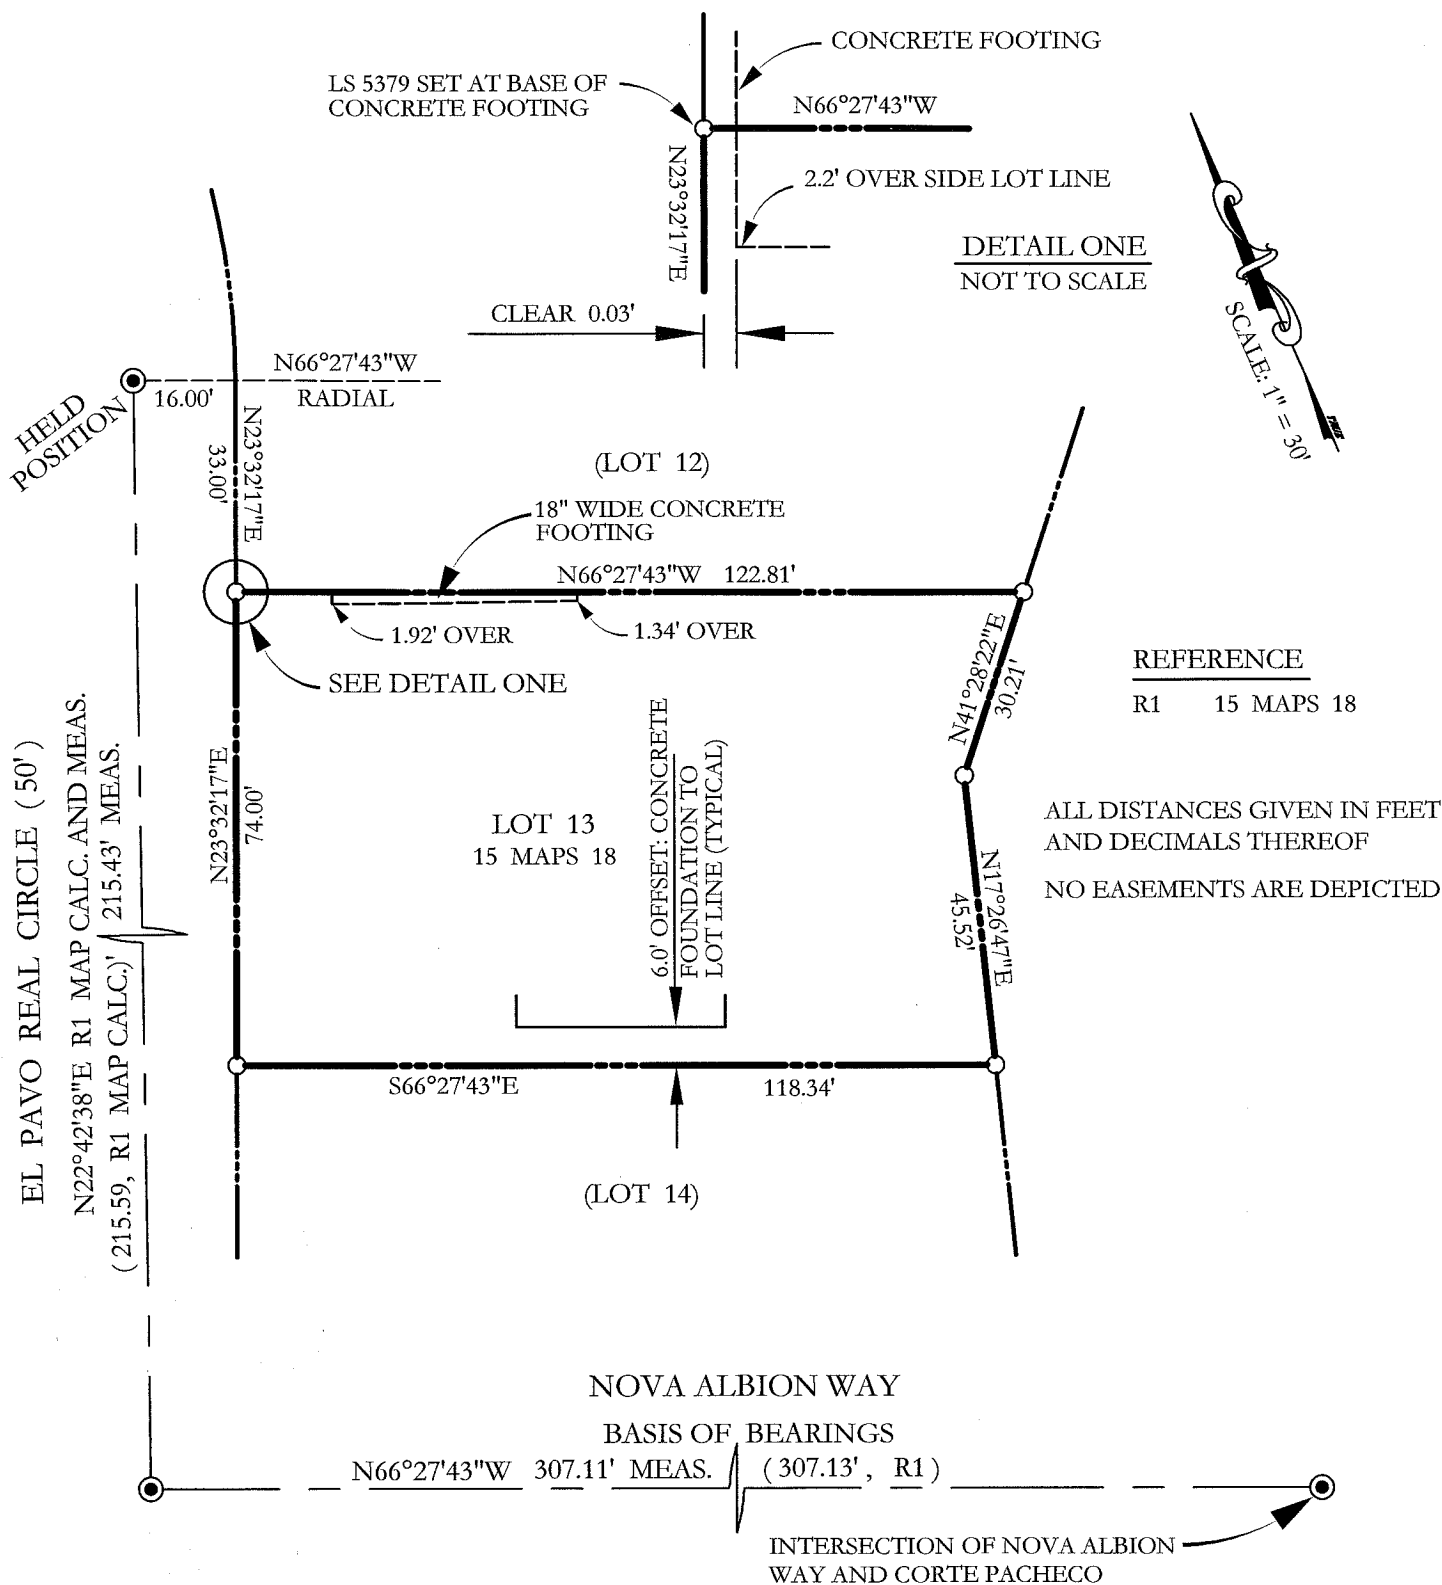 CONCRETE FOOTING
LS 5379 SET AT BASE OF
CONCRETE FOOTING
N66°27'43"W
N23°32'17"E
2.2' OVER SIDE LOT LINE
DETAIL ONE
NOT TO SCALE
CLEAR 0.03'
SCALE: 1" = 30'
N66°27'43"W
RADIAL
16.00'
HELD
POSITION
N23°32'17"E
33.00'
(LOT 12)
18" WIDE CONCRETE
FOOTING
N66°27'43"W 122.81'
1.92' OVER
1.34' OVER
SEE DETAIL ONE
N41°28'22"E
30.21'
REFERENCE
R1 15 MAPS 18
EL PAVO REAL CIRCLE (50')
N22°42'38"E R1 MAP CALC. AND MEAS.
(215.59, R1 MAP CALC.)' 215.43' MEAS.
N23°32'17"E
74.00'
LOT 13
15 MAPS 18
6.0' OFFSET: CONCRETE
FOUNDATION TO
LOT LINE (TYPICAL)
ALL DISTANCES GIVEN IN FEET
AND DECIMALS THEREOF
NO EASEMENTS ARE DEPICTED
N17°26'47"E
45.52'
S66°27'43"E 118.34'
(LOT 14)
NOVA ALBION WAY
BASIS OF BEARINGS
N66°27'43"W 307.11' MEAS. (307.13', R1)
INTERSECTION OF NOVA ALBION
WAY AND CORTE PACHECO